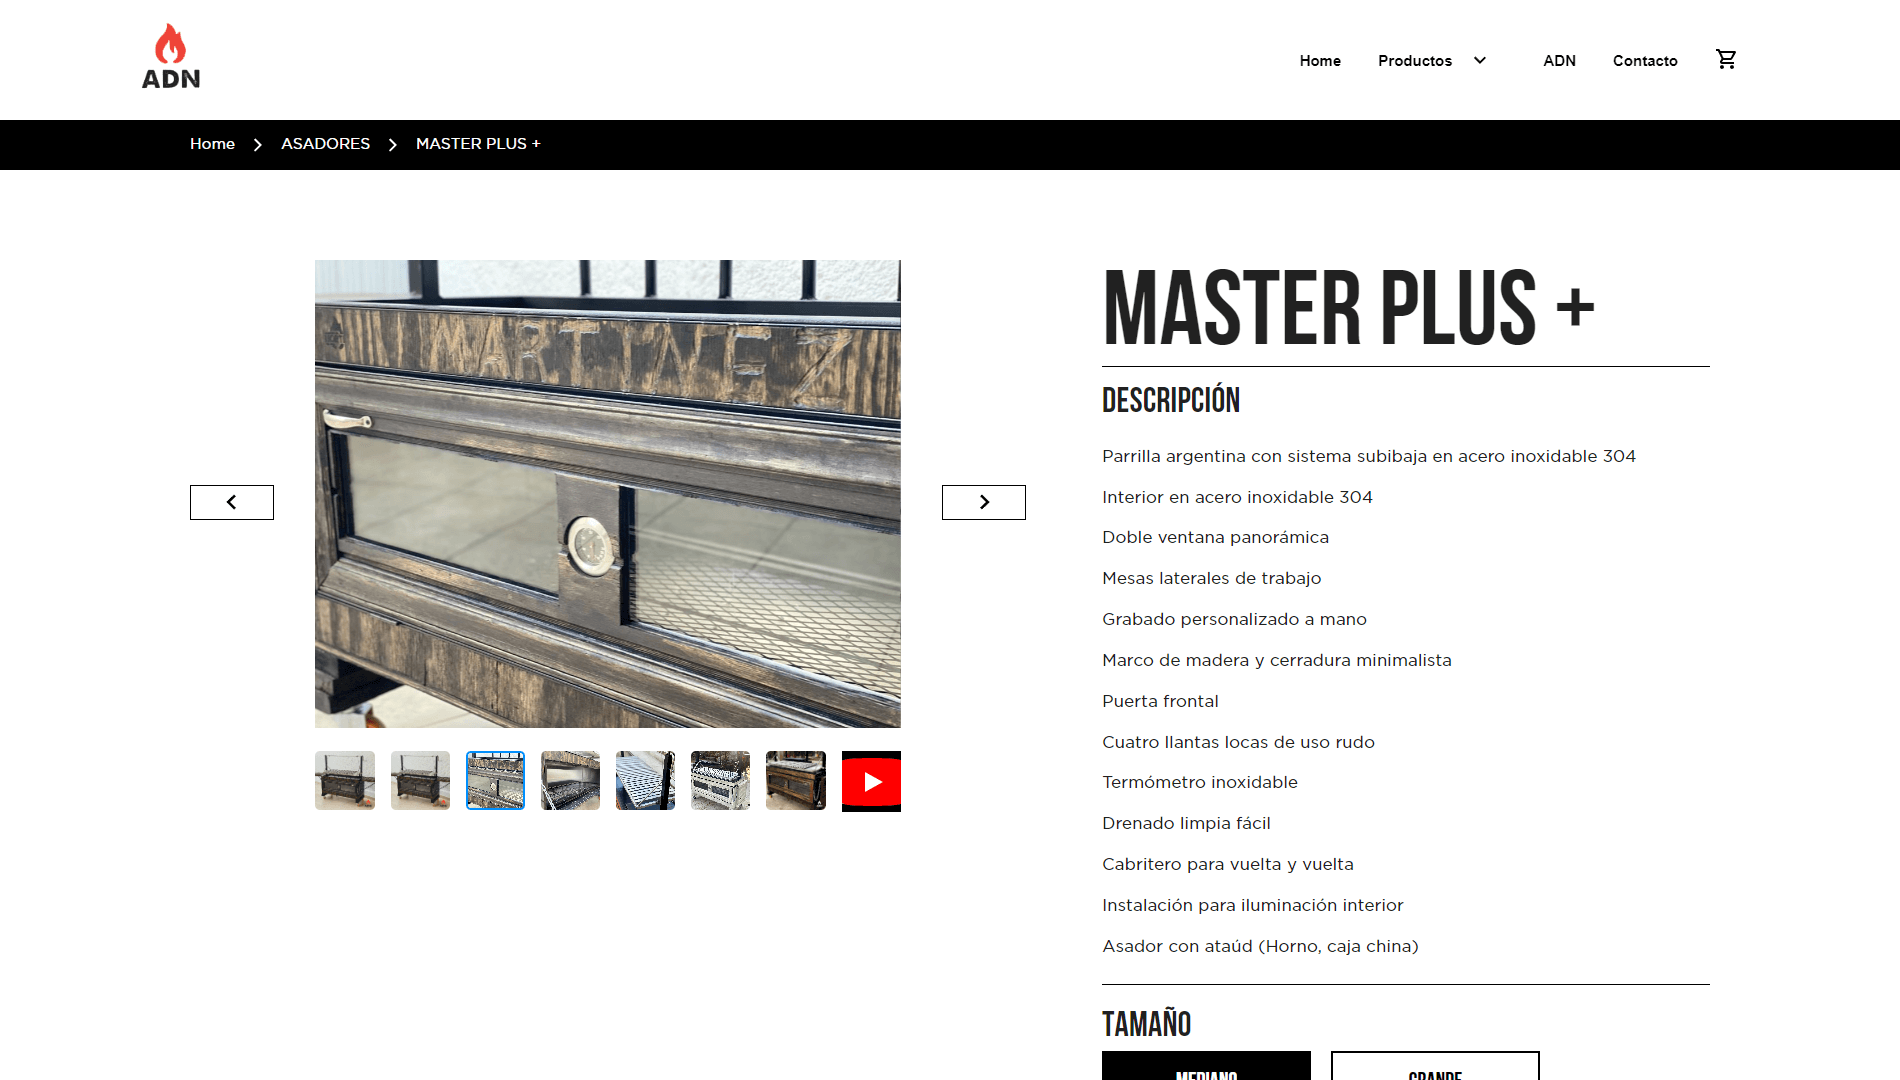 ADN
Home
Productos
ADN
Contacto
Home
ASADORES
MASTER PLUS +
MARTINEZ
MASTER PLUS +
DESCRIPCIÓN
Parrilla argentina con sistema subibaja en acero inoxidable 304
Interior en acero inoxidable 304
Doble ventana panorámica
Mesas laterales de trabajo
Grabado personalizado a mano
Marco de madera y cerradura minimalista
Puerta frontal
Cuatro llantas locas de uso rudo
Termómetro inoxidable
Drenado limpia fácil
Cabritero para vuelta y vuelta
Instalación para iluminación interior
Asador con ataúd (Horno, caja china)
TAMAÑO
MEDIANO
GRANDE